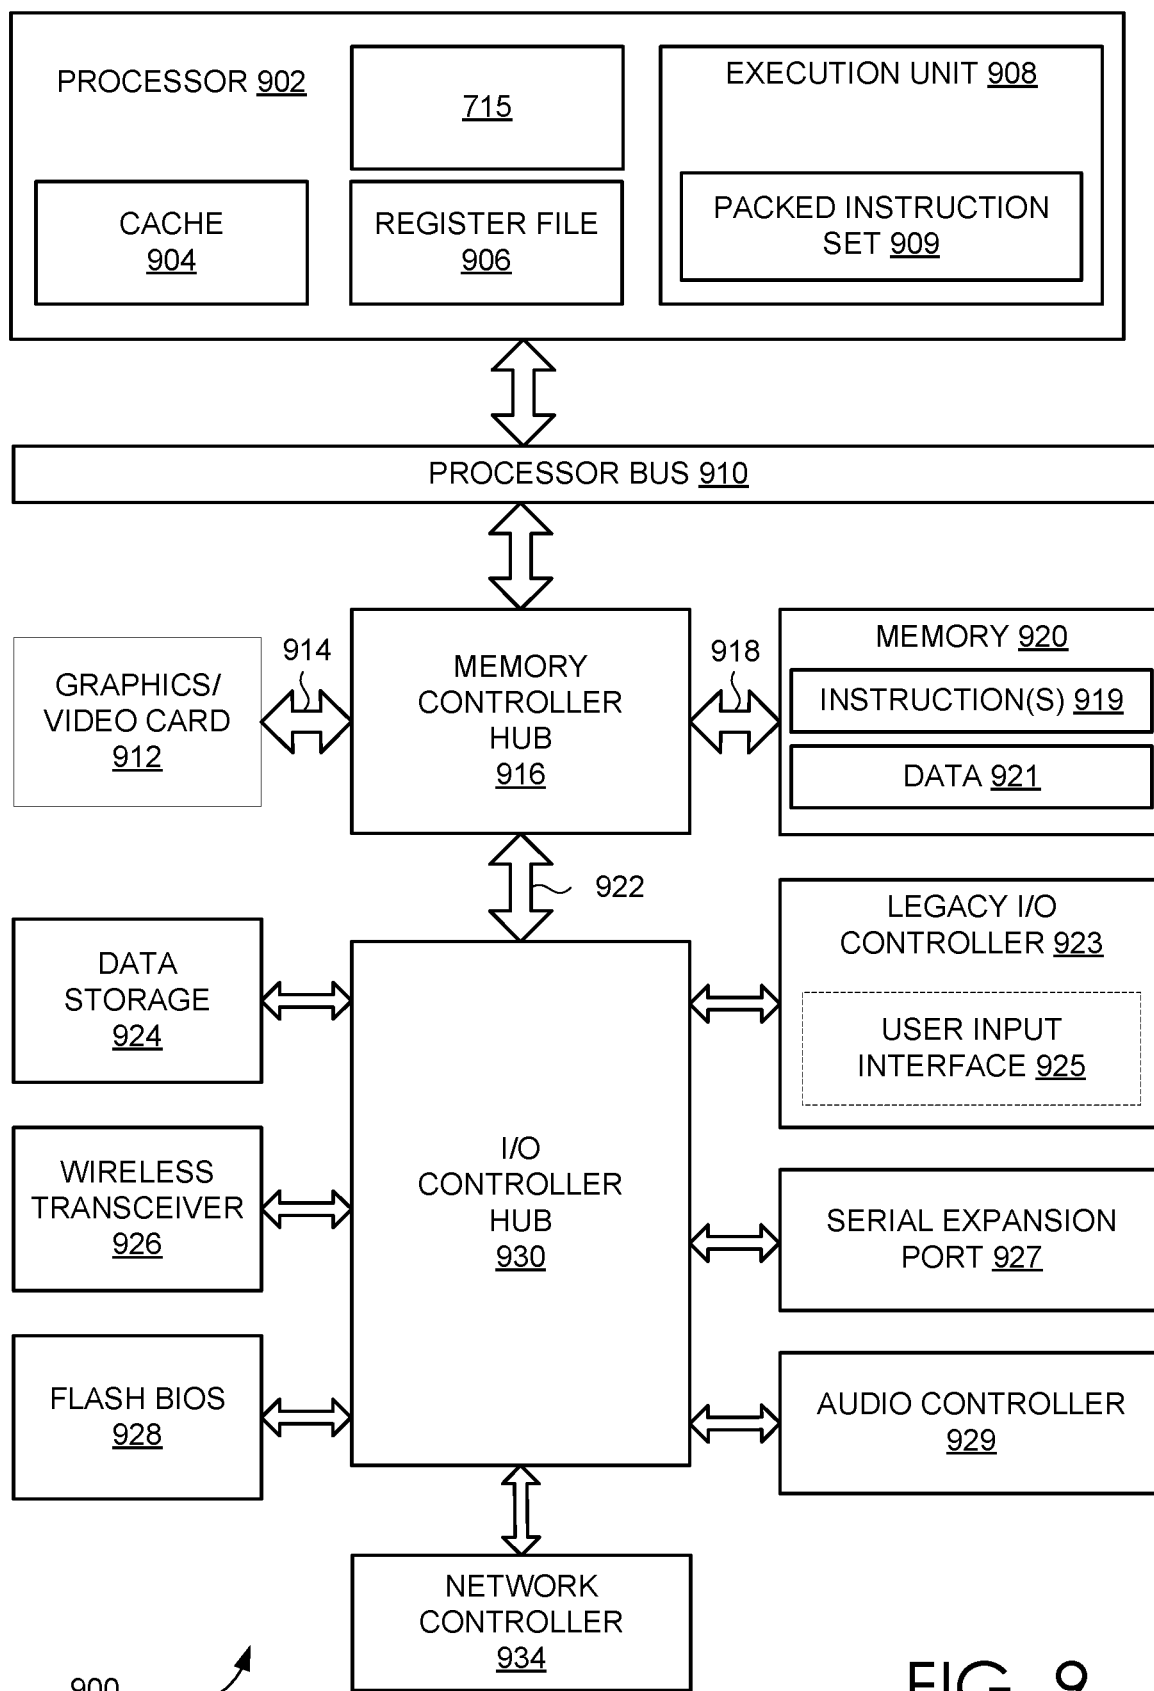 PROCESSOR 902
715
EXECUTION UNIT 908
CACHE
904
REGISTER FILE
906
PACKED INSTRUCTION
SET 909
PROCESSOR BUS 910
GRAPHICS/
VIDEO CARD
912
914
MEMORY
CONTROLLER
HUB
916
918
MEMORY 920
INSTRUCTION(S) 919
DATA 921
922
DATA
STORAGE
924
LEGACY I/O
CONTROLLER 923
USER INPUT
INTERFACE 925
WIRELESS
TRANSCEIVER
926
I/O
CONTROLLER
HUB
930
SERIAL EXPANSION
PORT 927
FLASH BIOS
928
AUDIO CONTROLLER
929
NETWORK
CONTROLLER
934
900
FIG. 9